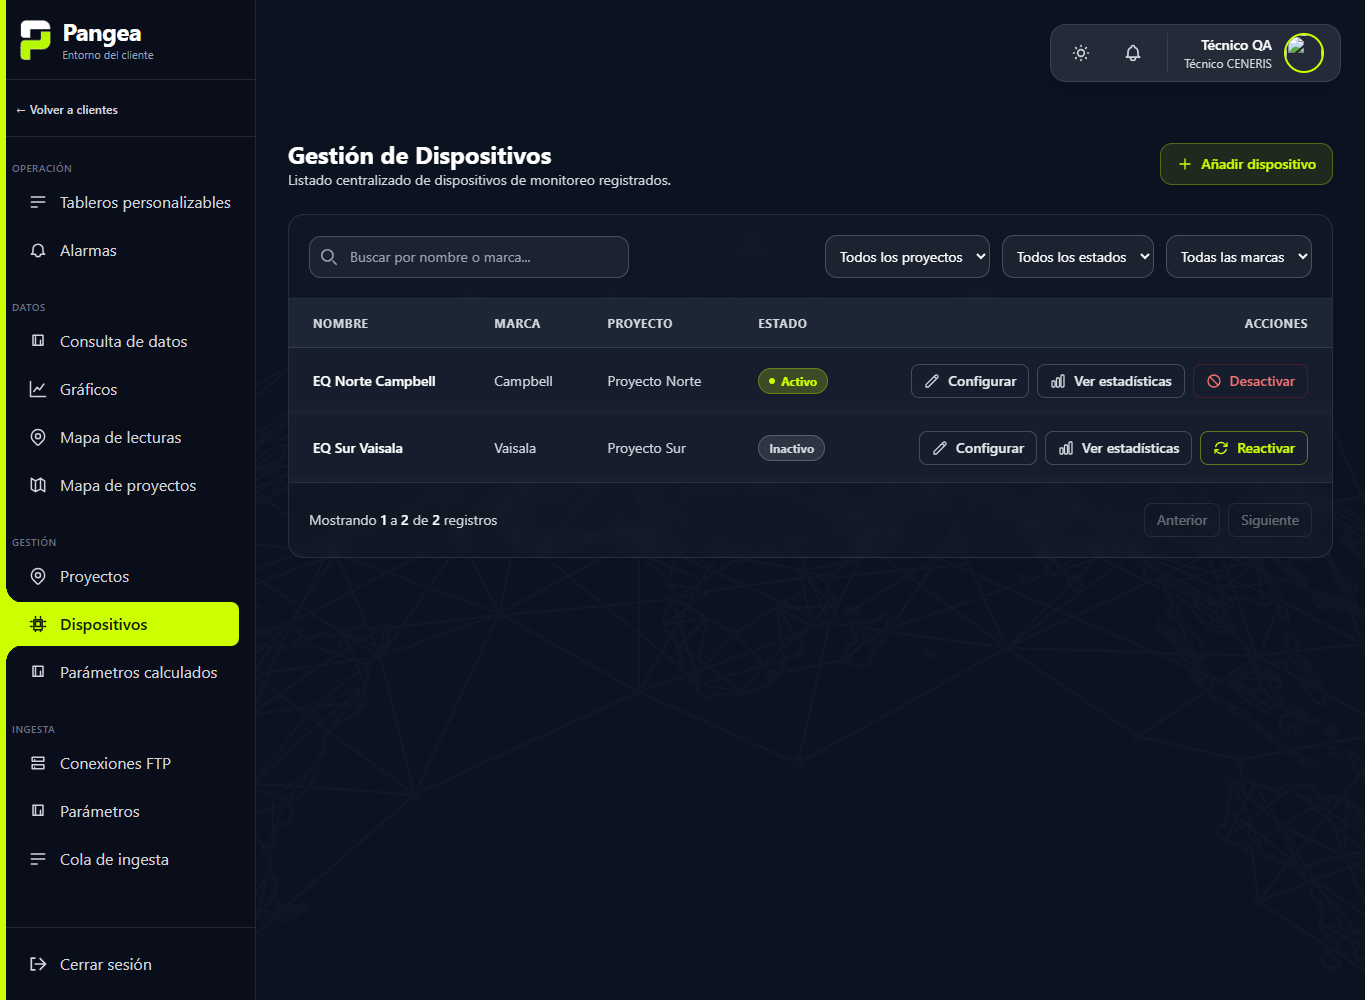 Pangea
Entorno del cliente
← Volver a clientes
OPERACIÓN
Tableros personalizables
Alarmas
DATOS
Consulta de datos
Gráficos
Mapa de lecturas
Mapa de proyectos
GESTIÓN
Proyectos
Dispositivos
Parámetros calculados
INGESTA
Conexiones FTP
Parámetros
Cola de ingesta
Cerrar sesión
Técnico QA
Técnico CENERIS
Gestión de Dispositivos
Listado centralizado de dispositivos de monitoreo registrados.
+ Añadir dispositivo
Buscar por nombre o marca...
Todos los proyectos
Todos los estados
Todas las marcas
NOMBRE MARCA PROYECTO ESTADO ACCIONES
EQ Norte Campbell Campbell Proyecto Norte Activo Configurar Ver estadísticas Desactivar
EQ Sur Vaisala Vaisala Proyecto Sur Inactivo Configurar Ver estadísticas Reactivar
Mostrando 1 a 2 de 2 registros
Anterior Siguiente